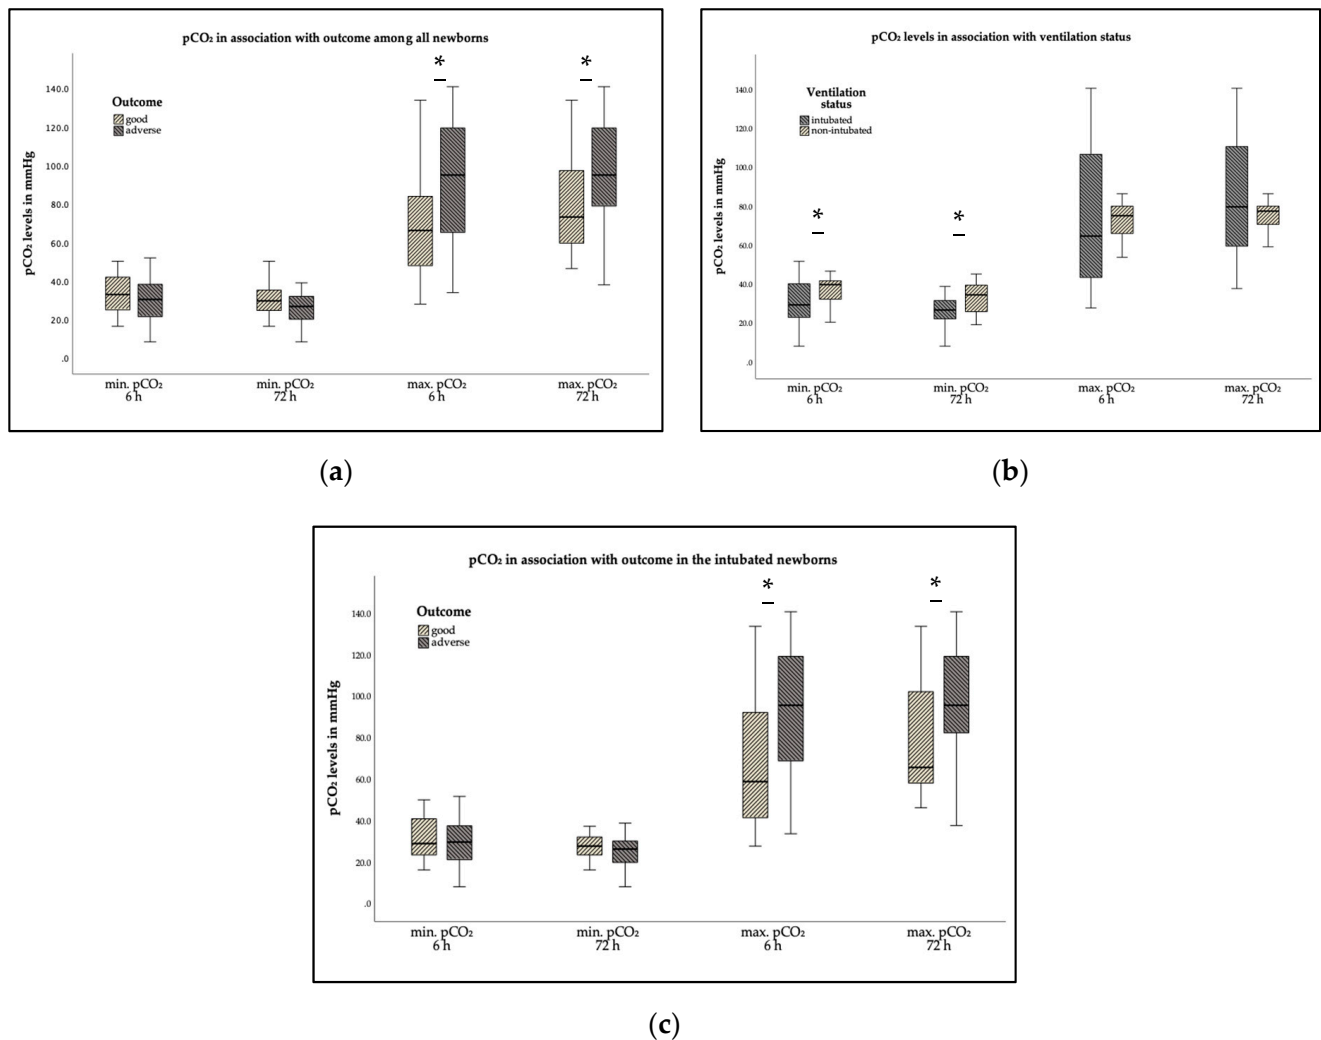 pCO₂ in association with outcome among all newborns
*
*
Outcome
good
adverse
pCO₂ levels in mmHg
140.0
120.0
100.0
80.0
60.0
40.0
20.0
.0
min. pCO₂
6 h
min. pCO₂
72 h
max. pCO₂
6 h
max. pCO₂
72 h
(a)
pCO₂ levels in association with ventilation status
Ventilation
status
intubated
non-intubated
*
*
pCO₂ levels in mmHg
140.0
120.0
100.0
80.0
60.0
40.0
20.0
.0
min. pCO₂
6 h
min. pCO₂
72 h
max. pCO₂
6 h
max. pCO₂
72 h
(b)
pCO₂ in association with outcome in the intubated newborns
*
*
Outcome
good
adverse
pCO₂ levels in mmHg
140.0
120.0
100.0
80.0
60.0
40.0
20.0
.0
min. pCO₂
6 h
min. pCO₂
72 h
max. pCO₂
6 h
max. pCO₂
72 h
(c)